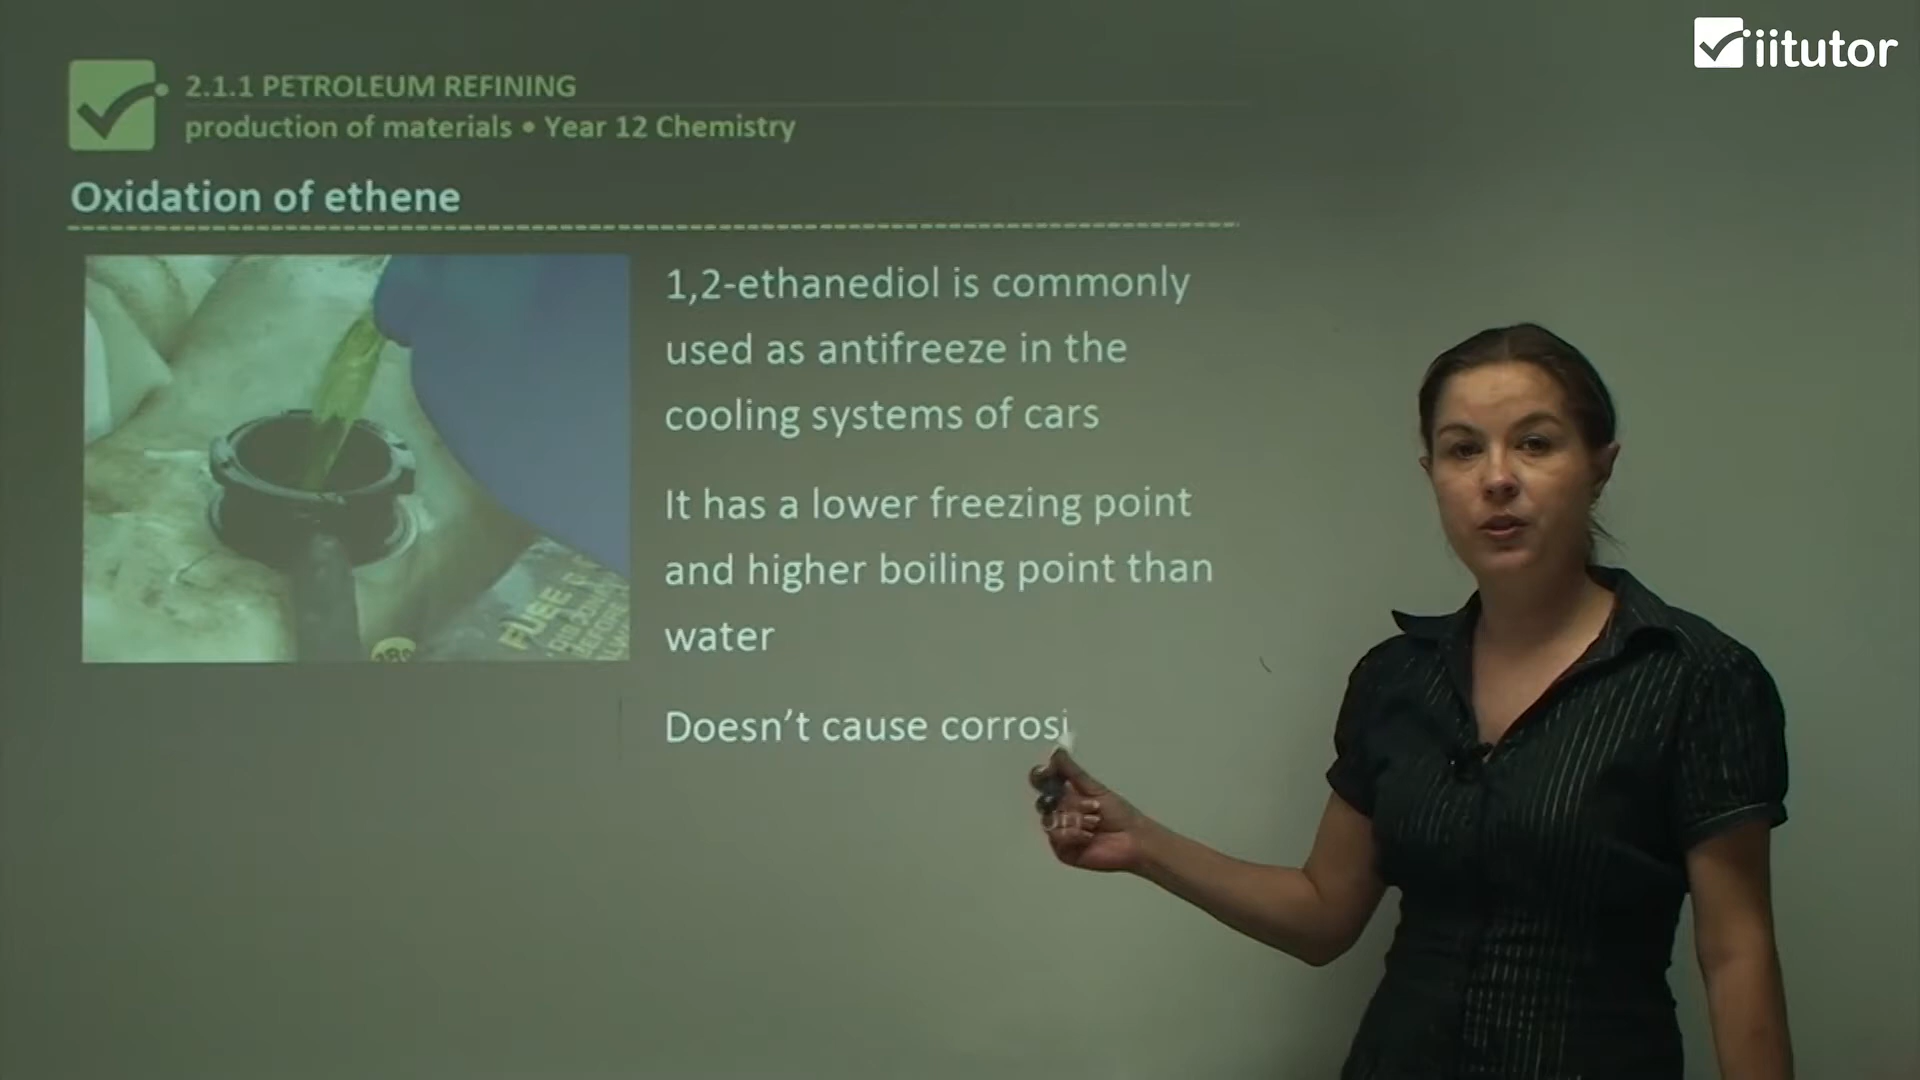 iitutor
2.1.1 PETROLEUM REFINING
production of materials • Year 12 Chemistry
Oxidation of ethene
1,2-ethanediol is commonly
used as antifreeze in the
cooling systems of cars
It has a lower freezing point
and higher boiling point than
water
Doesn't cause corrosi
FUSE